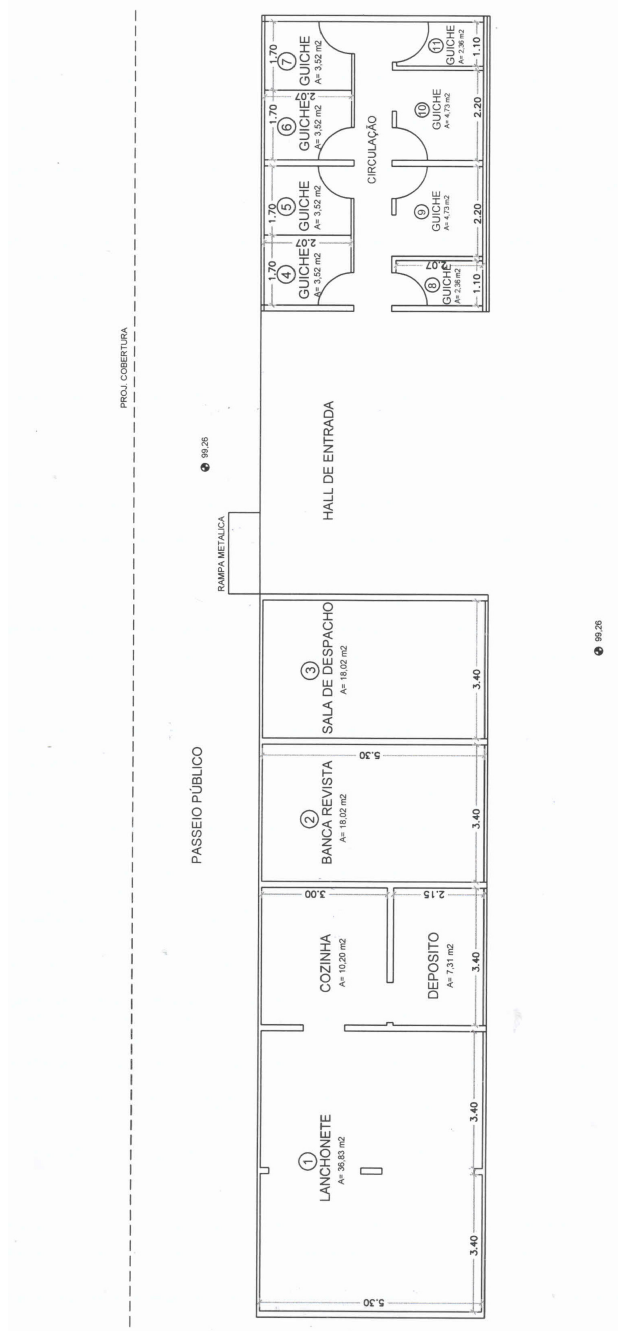 PROJ. COBERTURA
99,26
RAMPA METALICA
PASSEIO PÚBLICO
1
LANCHONETE
A= 36,83 m2
5.30
3.40
3.40
COZINHA
A= 10,20 m2
3.00
DEPOSITO
A= 7,31 m2
2.15
3.40
2
BANCA REVISTA
A= 18,02 m2
5.30
3.40
3
SALA DE DESPACHO
A= 18,02 m2
3.40
HALL DE ENTRADA
99,26
1.70
4
GUICHE
A= 3,52 m2
2.07
1.70
5
GUICHE
A= 3,52 m2
1.70
6
GUICHE
A= 3,52 m2
2.07
1.70
7
GUICHE
A= 3,52 m2
CIRCULAÇÃO
8
GUICHE
A= 2,36 m2
2.07
1.10
9
GUICHE
A= 4,73 m2
2.20
10
GUICHE
A= 4,73 m2
2.20
11
GUICHE
A= 2,36 m2
1.10